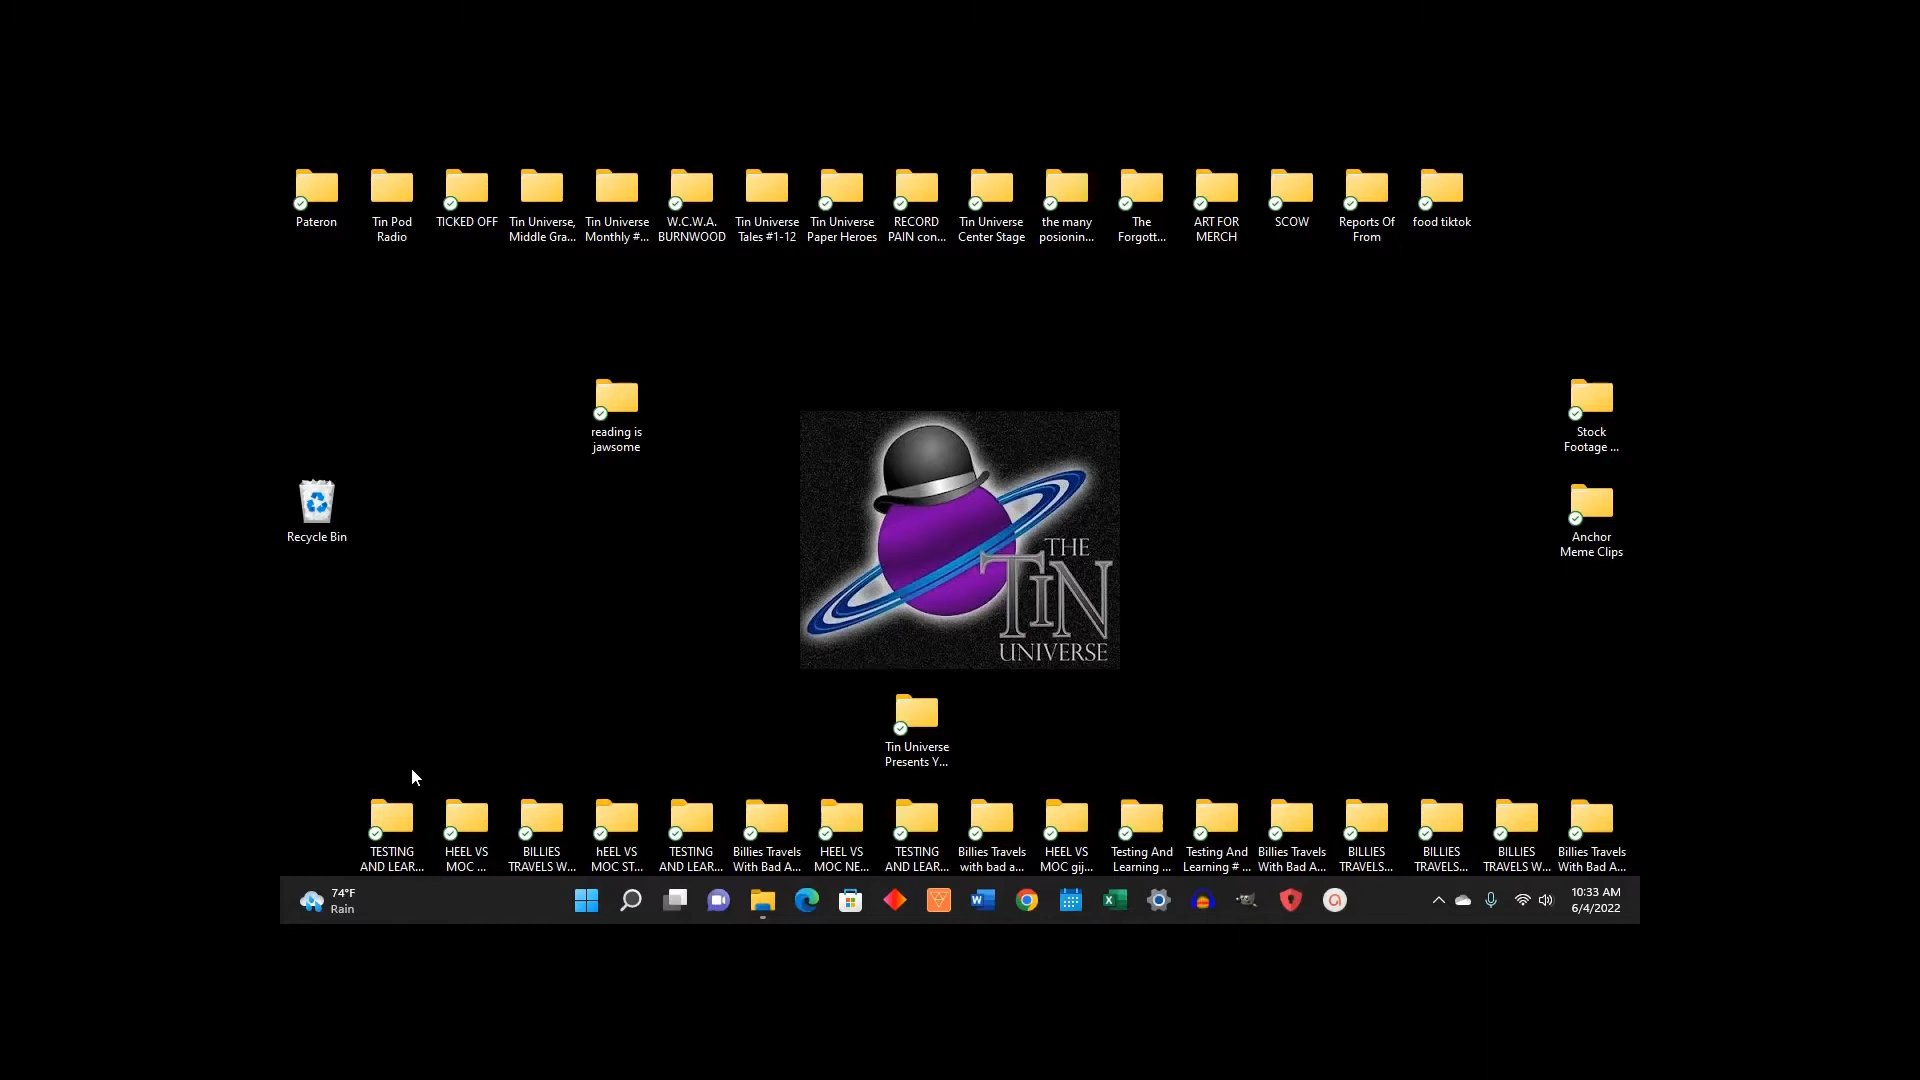 Pateron
Tin Pod
Radio
TICKED OFF
Tin Universe,
Middle Gra...
Tin Universe
Monthly #...
W.C.W.A.
BURNWOOD
Tin Universe
Tales #1-12
Tin Universe
Paper Heroes
RECORD
PAIN con...
Tin Universe
Center Stage
the many
posionin...
The
Forgott...
ART FOR
MERCH
SCOW
Reports Of
From
food tiktok
reading is
jawsome
Stock
Footage ...
Recycle Bin
Anchor
Meme Clips
THE
TIN
UNIVERSE
Tin Universe
Presents Y...
TESTING
AND LEAR...
HEEL VS
MOC ...
BILLIES
TRAVELS W...
hEEL VS
MOC ST...
TESTING
AND LEAR...
Billies Travels
With Bad A...
HEEL VS
MOC NE...
TESTING
AND LEAR...
Billies Travels
with bad a...
HEEL VS
MOC gij...
Testing And
Learning ...
Testing And
Learning # ...
Billies Travels
With Bad A...
BILLIES
TRAVELS...
BILLIES
TRAVELS...
BILLIES
TRAVELS W...
Billies Travels
With Bad A...
74°F
Rain
10:33 AM
6/4/2022